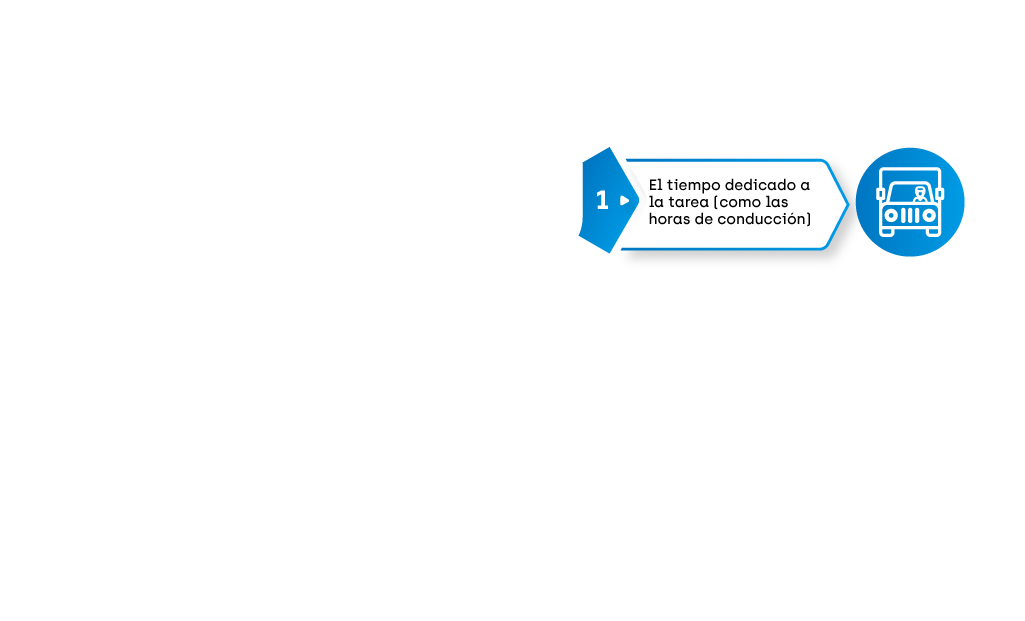 1
El tiempo dedicado a
la tarea (como las
horas de conducción)